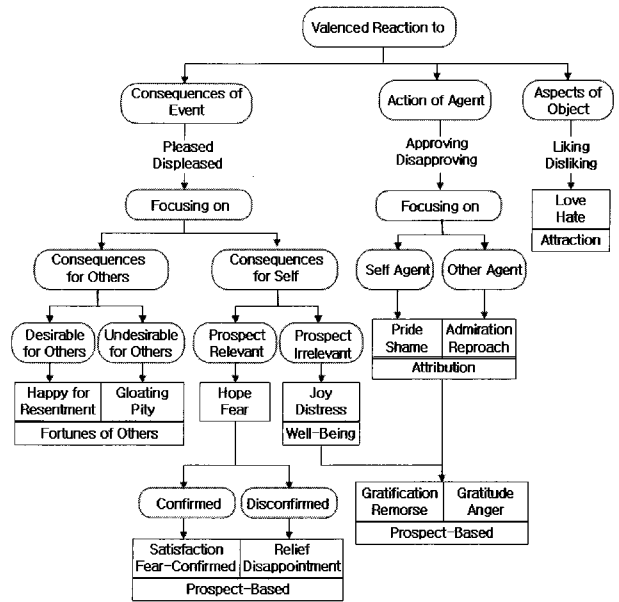 Valenced Reaction to
Consequences of
Event
Action of Agent
Aspects of
Object
Pleased
Displeased
Approving
Disapproving
Liking
Disliking
Focusing on
Focusing on
Love
Hate
Attraction
Consequences
for Others
Consequences
for Self
Self Agent
Other Agent
Desirable
for Others
Undesirable
for Others
Prospect
Relevant
Prospect
Irrelevant
Pride
Shame
Admiration
Reproach
Attribution
Happy for
Resentment
Gloating
Pity
Fortunes of Others
Hope
Fear
Joy
Distress
Well-Being
Confirmed
Disconfirmed
Gratification
Remorse
Gratitude
Anger
Prospect-Based
Satisfaction
Fear-Confirmed
Relief
Disappointment
Prospect-Based